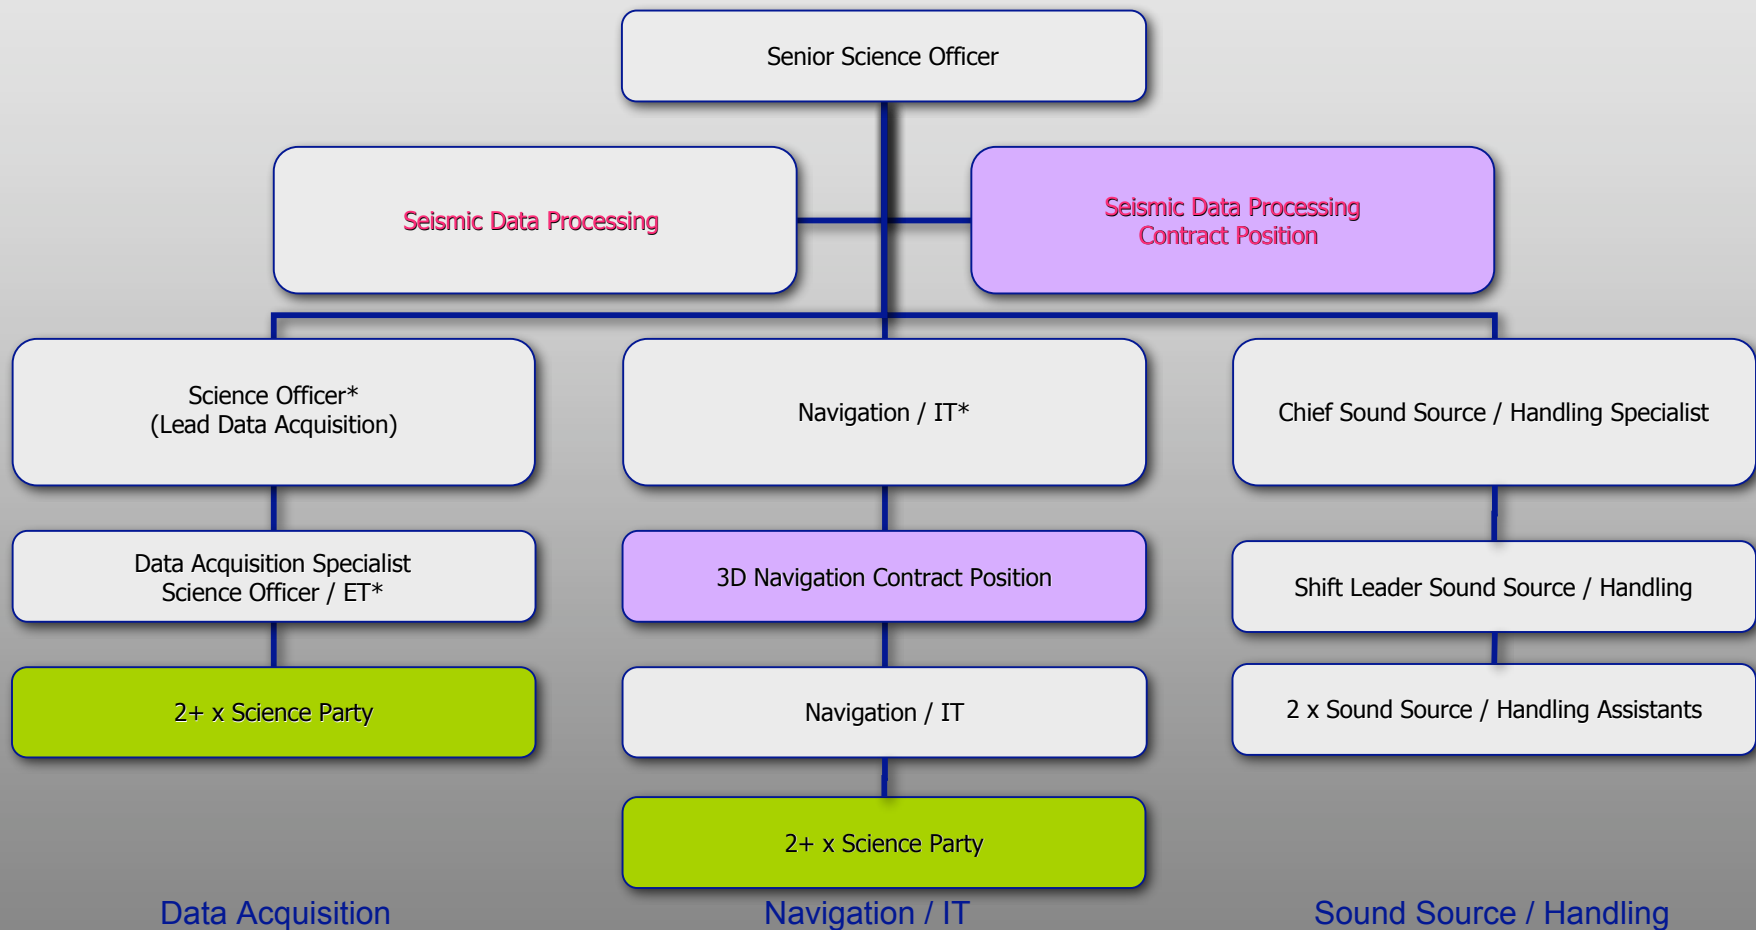 Senior Science Officer
Seismic Data Processing
Seismic Data Processing
Contract Position
Science Officer*
(Lead Data Acquisition)
Navigation / IT*
Chief Sound Source / Handling Specialist
Data Acquisition Specialist
Science Officer / ET*
3D Navigation Contract Position
Shift Leader Sound Source / Handling
2+ x Science Party
Navigation / IT
2 x Sound Source / Handling Assistants
2+ x Science Party
Data Acquisition
Navigation / IT
Sound Source / Handling